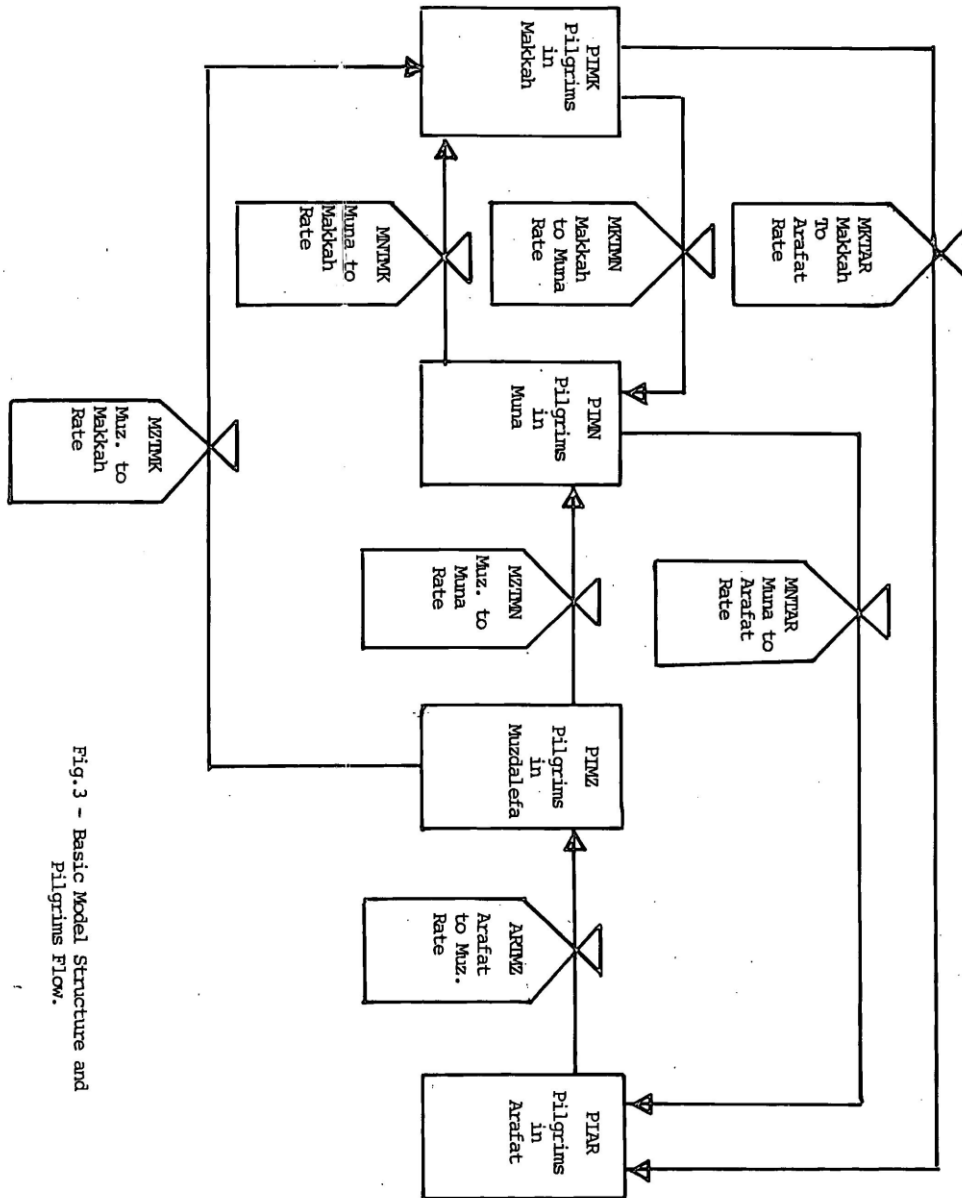 PIMK
Pilgrims
in
Makkah
MKTAR
Makkah
To
Arafat
Rate
MKTMN
Makkah
to Muna
Rate
MNTMK
Muna to
Makkah
Rate
PIMN
Pilgrims
in
Muna
MZTMK
Muz. to
Makkah
Rate
MNTAR
Muna to
Arafat
Rate
MZTMN
Muz. to
Muna
Rate
PIMZ
Pilgrims
in
Muzdalefa
ARTMZ
Arafat
to Muz.
Rate
PIAR
Pilgrims
in
Arafat
Fig.3 - Basic Model Structure and
Pilgrims Flow.